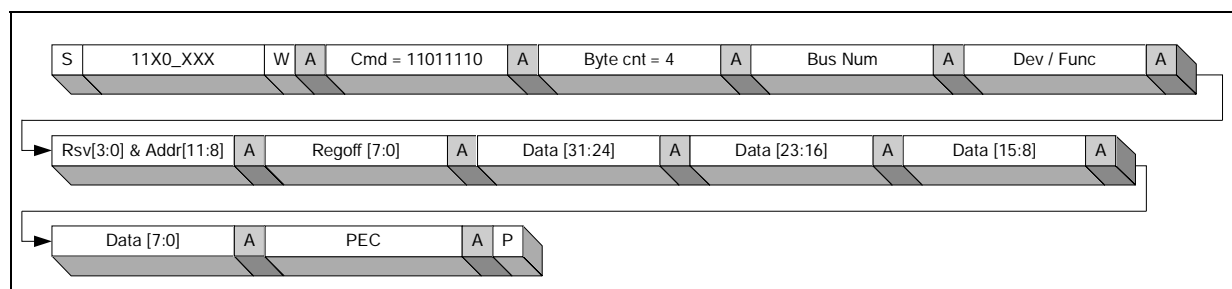 S 11X0_XXX W A Cmd = 11011110 A Byte cnt = 4 A Bus Num A Dev / Func A
Rsv[3:0] & Addr[11:8] A Regoff [7:0] A Data [31:24] A Data [23:16] A Data [15:8] A
Data [7:0] A PEC A P